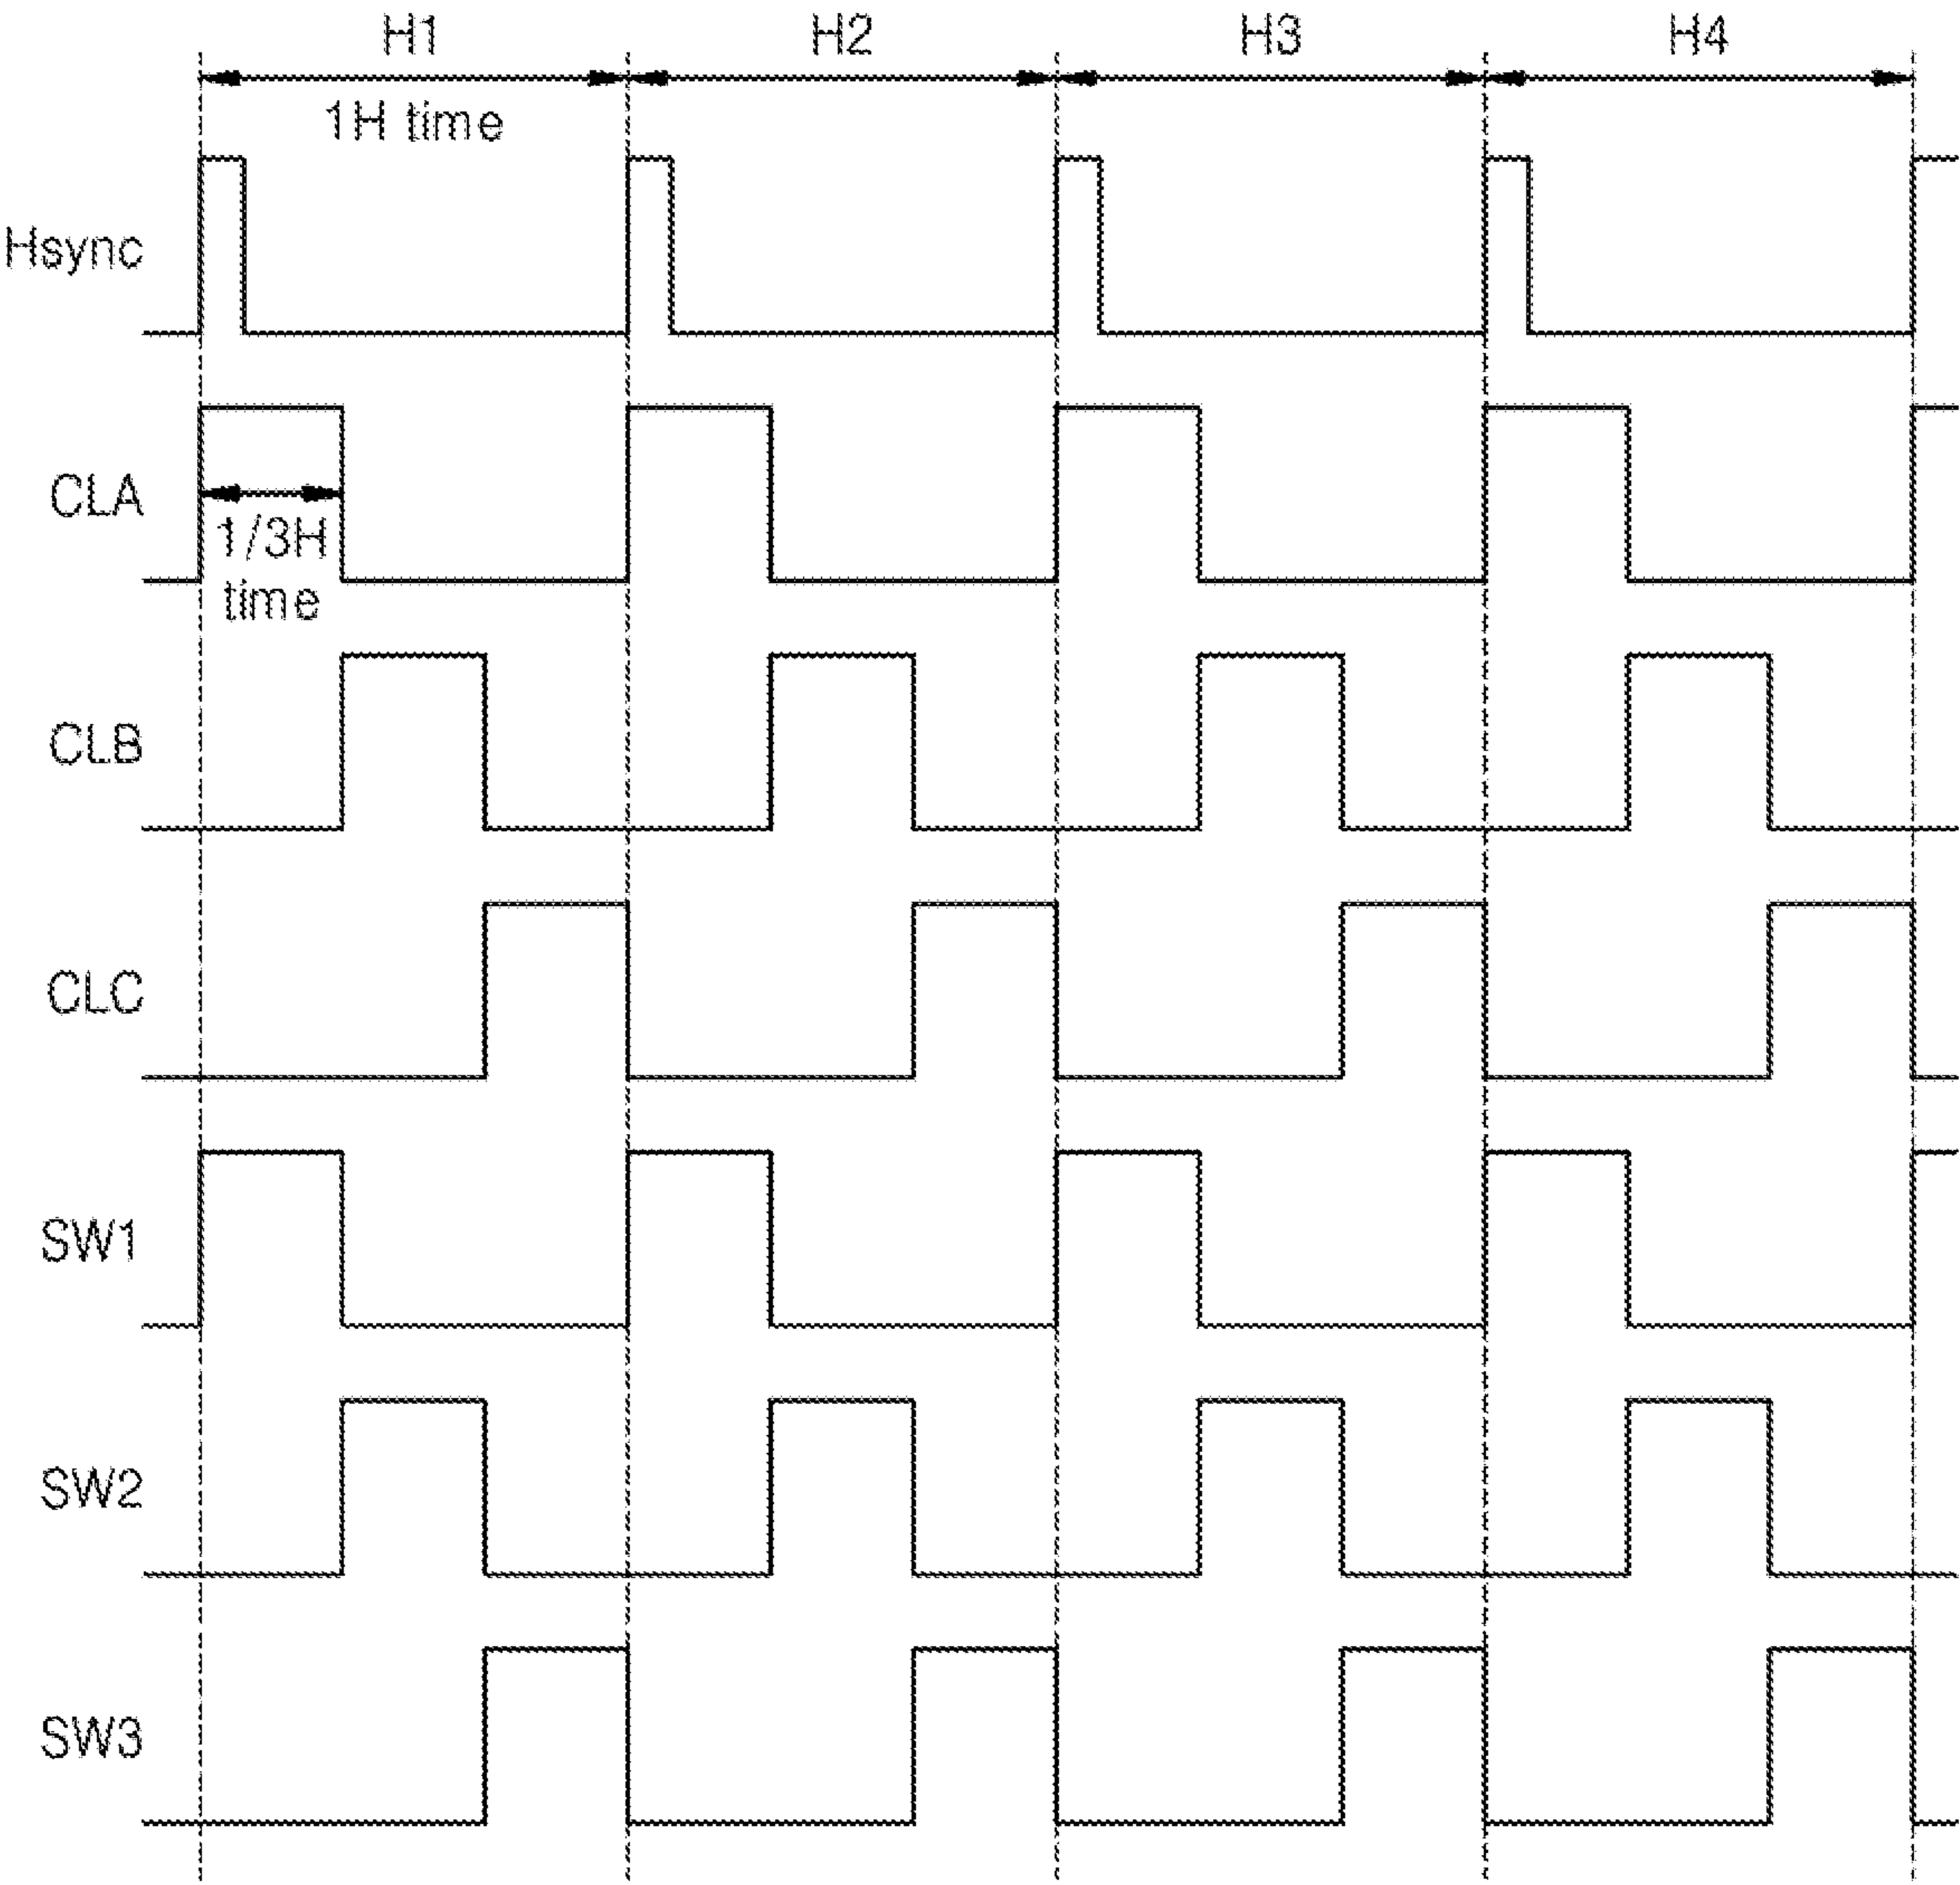 H1
H2
H3
H4
1H time
Hsync
CLA
1/3H
time
CLB
CLC
SW1
SW2
SW3